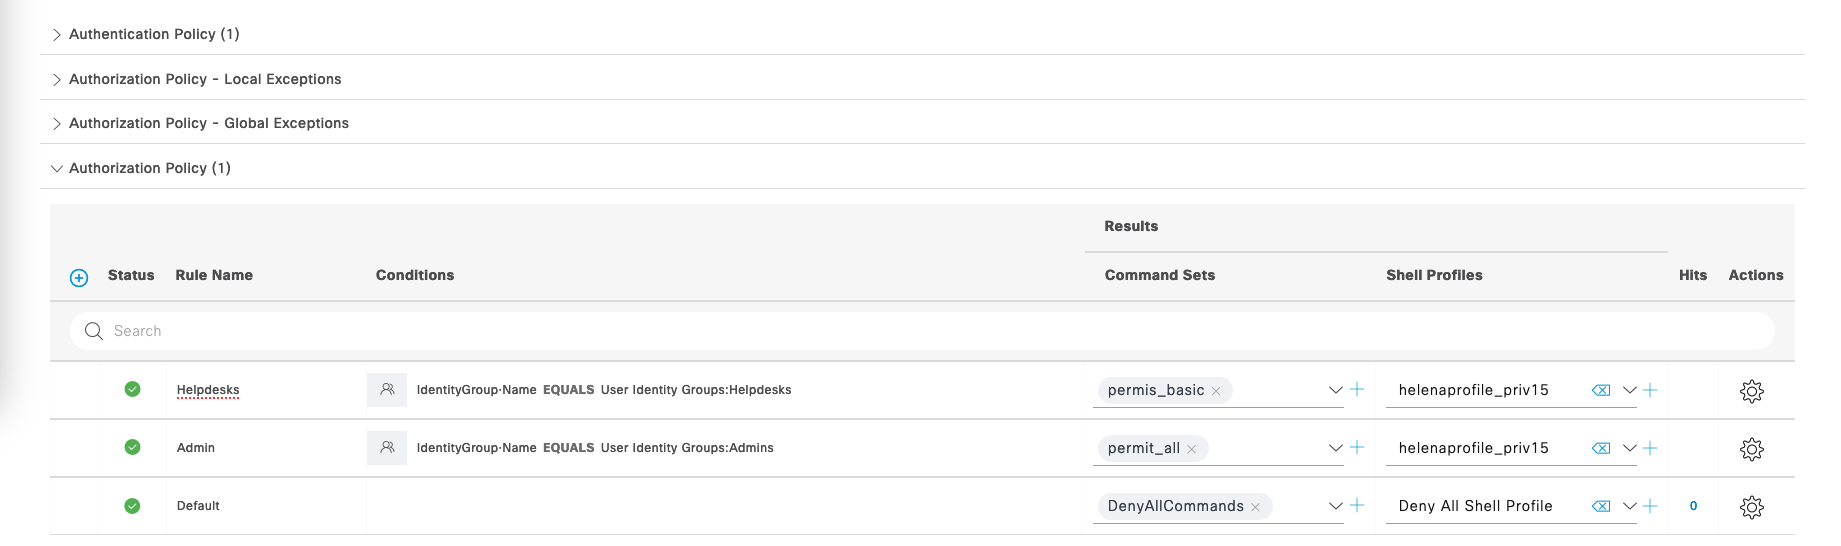 Authentication Policy (1)
Authorization Policy - Local Exceptions
Authorization Policy - Global Exceptions
Authorization Policy (1)
Results
Status Rule Name Conditions Command Sets Shell Profiles Hits Actions
Search
Helpdesks IdentityGroup·Name EQUALS User Identity Groups:Helpdesks permis_basic helenaprofile_priv15
Admin IdentityGroup·Name EQUALS User Identity Groups:Admins permit_all helenaprofile_priv15
Default DenyAllCommands Deny All Shell Profile 0